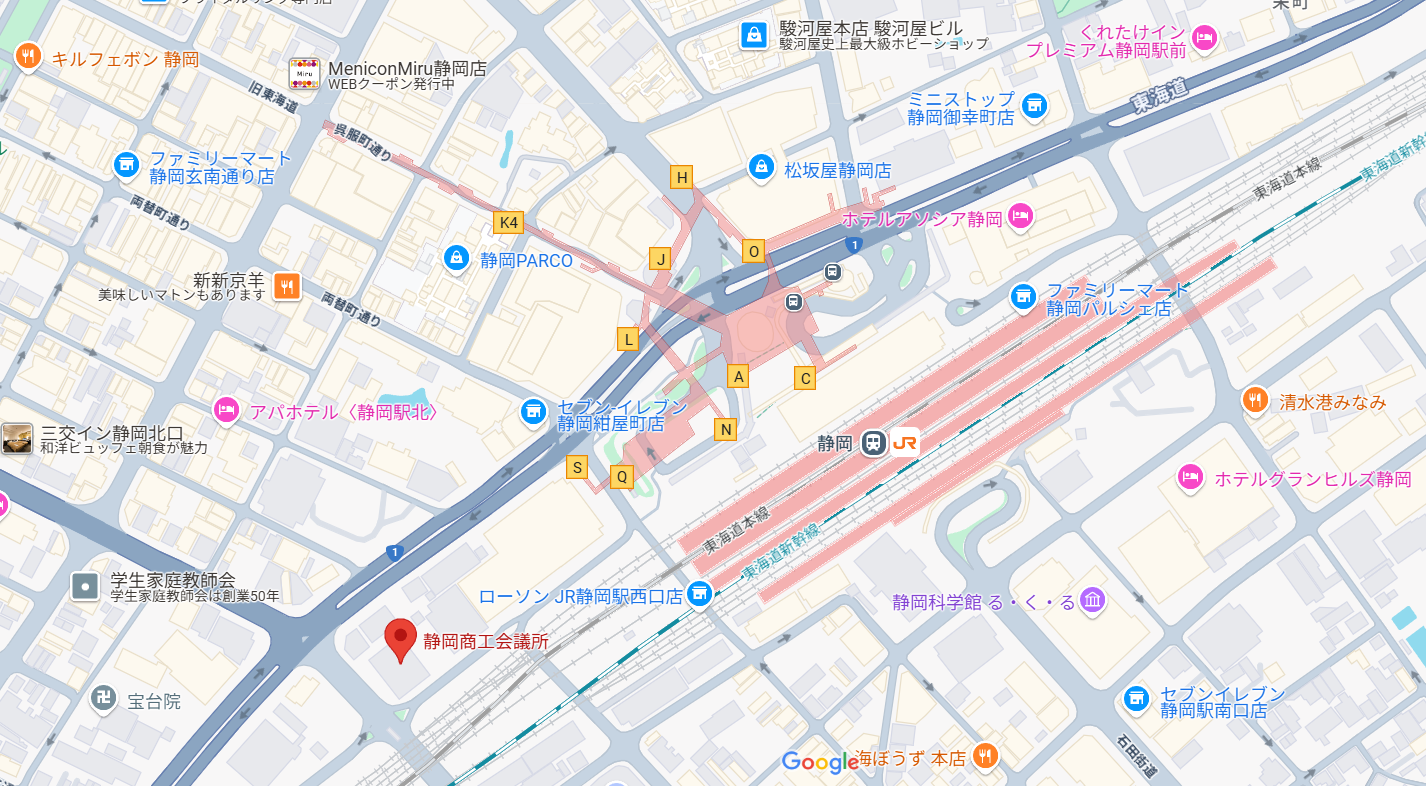 駿河屋本店 駿河屋ビル
駿河屋史上最大級ホビーショップ
くれたけイン
プレミアム静岡駅前
キルフェボン 静岡
MeniconMiru静岡店
WEBクーポン発行中
Miru
旧東海道
呉服町通り
東海道
ミニストップ
静岡御幸町店
ファミリーマート
静岡玄南通り店
松坂屋静岡店
H
東海道本線
東海道新幹
両替町通り
K4
ホテルアソシア静岡
1
静岡PARCO
J
O
新新京羊
美味しいマトンもあります
両替町通り
ファミリーマート
静岡パルシェ店
L
A
C
アパホテル〈静岡駅北〉
セブン-イレブン
静岡紺屋町店
清水港みなみ
三交イン静岡北口
和洋ビュッフェ朝食が魅力
N
静岡
JR
S
Q
ホテルグランヒルズ静岡
東海道本線
東海道新幹線
1
学生家庭教師会
学生家庭教師会は創業50年
ローソン JR静岡駅西口店
静岡科学館 る・く・る
静岡商工会議所
宝台院
セブンイレブン
静岡駅南口店
石田街道
Google
海ぼうず 本店